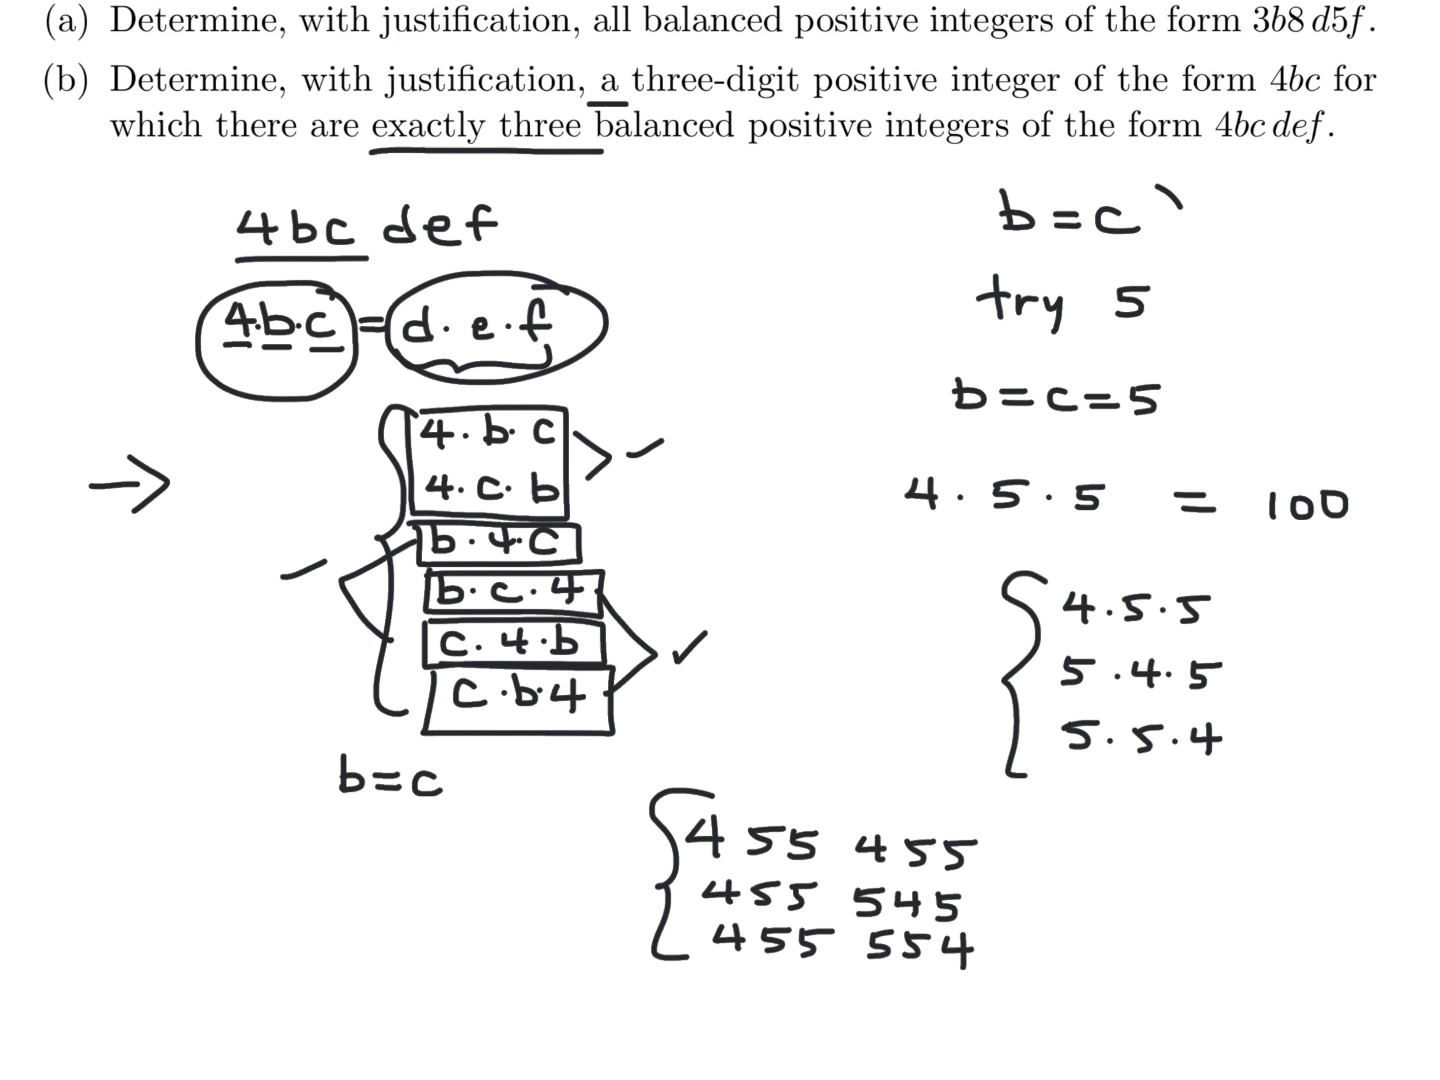 (a) Determine, with justification, all balanced positive integers of the form 3b8 d5f.
(b) Determine, with justification, a three-digit positive integer of the form 4bc for
which there are exactly three balanced positive integers of the form 4bc def.
4bc def
4.b.c = d.e.f
4.b.c
4.c.b
b.4.c
b.c.4
c.4.b
c.b.4
b=c
b=c
try 5
b=c=5
4.5.5 = 100
4.5.5
5.4.5
5.5.4
455 455
455 545
455 554